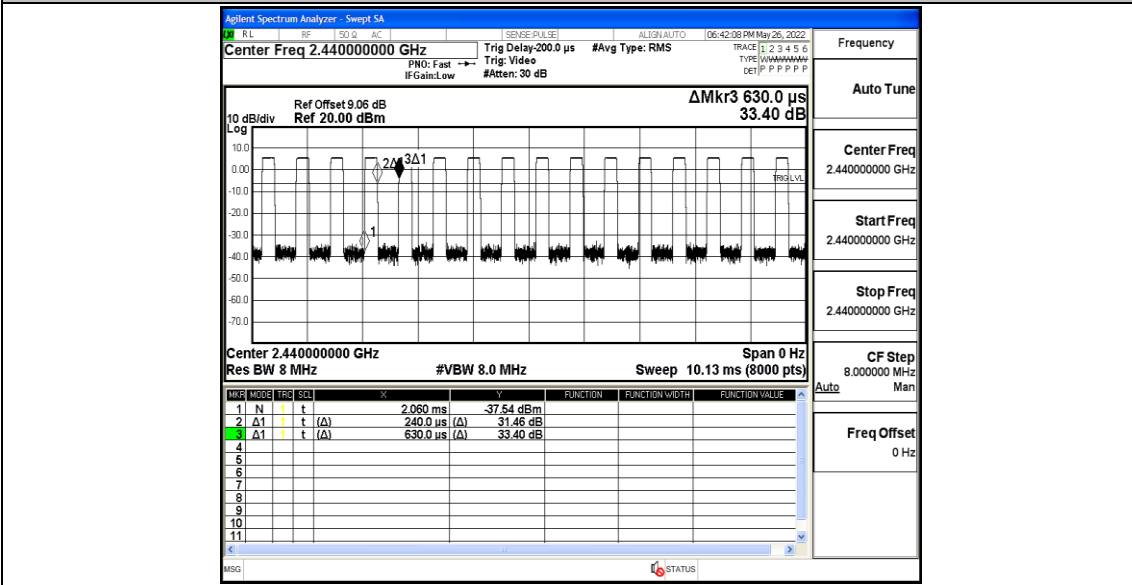 Agilent Spectrum Analyzer - Swept SA
RL RF 50 Ω AC SENSE:PULSE ALIGN AUTO 06:42:08 PM May 26, 2022
Center Freq 2.440000000 GHz
PNO: Fast
IFGain:Low
Trig Delay-200.0 µs
Trig: Video
#Atten: 30 dB
#Avg Type: RMS
TRACE 1 2 3 4 5 6
TYPE WWWWWW
DET P P P P P P
ΔMkr3 630.0 µs
33.40 dB
Ref Offset 9.06 dB
10 dB/div Ref 20.00 dBm
Log
10.0
0.00
-10.0
-20.0
-30.0
-40.0
-50.0
-60.0
-70.0
2Δ1 3Δ1
TRIG LVL
1
Center 2.440000000 GHz Span 0 Hz
Res BW 8 MHz #VBW 8.0 MHz Sweep 10.13 ms (8000 pts)
MKR MODE TRC SCL X Y FUNCTION FUNCTION WIDTH FUNCTION VALUE
1 N 1 t 2.060 ms -37.54 dBm
2 Δ1 1 t (Δ) 240.0 µs (Δ) 31.46 dB
3 Δ1 1 t (Δ) 630.0 µs (Δ) 33.40 dB
4
5
6
7
8
9
10
11
MSG STATUS
Frequency
Auto Tune
Center Freq
2.440000000 GHz
Start Freq
2.440000000 GHz
Stop Freq
2.440000000 GHz
CF Step
8.000000 MHz
Auto Man
Freq Offset
0 Hz